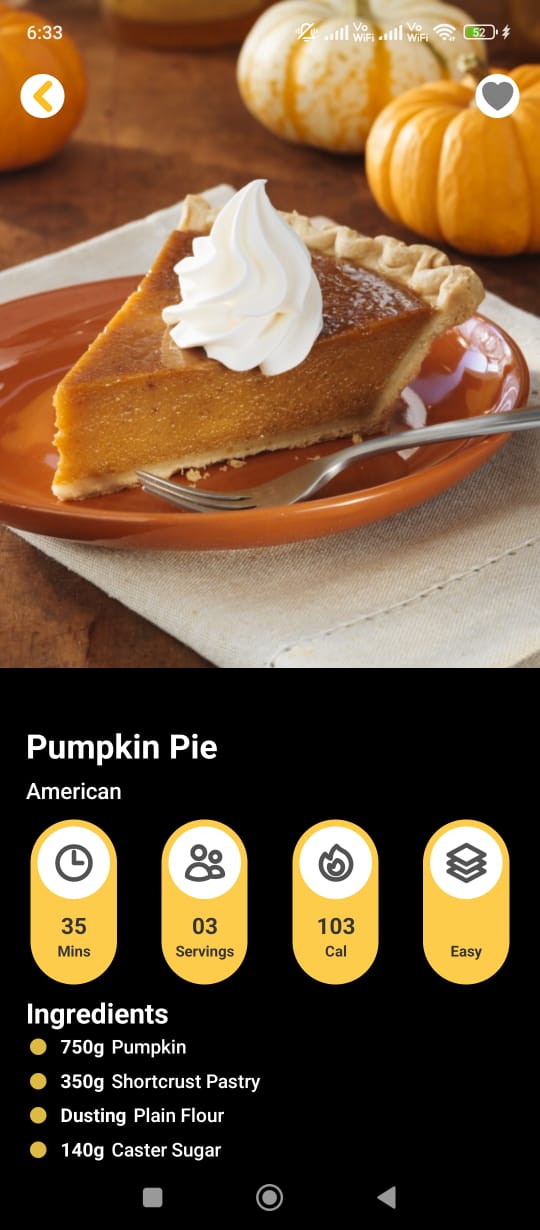 6:33
Vo
WiFi
Vo
WiFi
52
Pumpkin Pie
American
35
Mins
03
Servings
103
Cal
Easy
Ingredients
750g Pumpkin
350g Shortcrust Pastry
Dusting Plain Flour
140g Caster Sugar